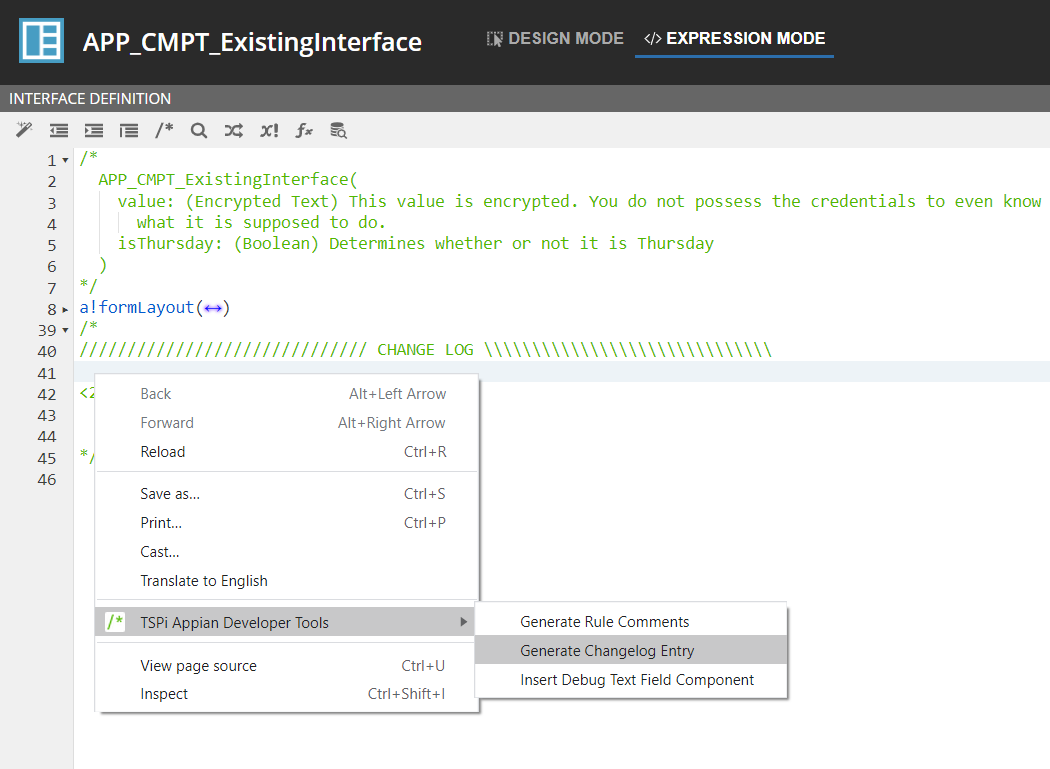 APP_CMPT_ExistingInterface
DESIGN MODE
</> EXPRESSION MODE
INTERFACE DEFINITION
/* x! fx
1 /*
2 APP_CMPT_ExistingInterface(
3 value: (Encrypted Text) This value is encrypted. You do not possess the credentials to even know
4 what it is supposed to do.
5 isThursday: (Boolean) Determines whether or not it is Thursday
6 )
7 */
8 a!formLayout(↔)
39 /*
40 ////////////////////////////// CHANGE LOG \\\\\\\\\\\\\\\\\\\\\\\\\\\\\\
41
42 <2
43
44
45 */
46
Back Alt+Left Arrow
Forward Alt+Right Arrow
Reload Ctrl+R
Save as... Ctrl+S
Print... Ctrl+P
Cast...
Translate to English
/* TSPi Appian Developer Tools
View page source Ctrl+U
Inspect Ctrl+Shift+I
Generate Rule Comments
Generate Changelog Entry
Insert Debug Text Field Component